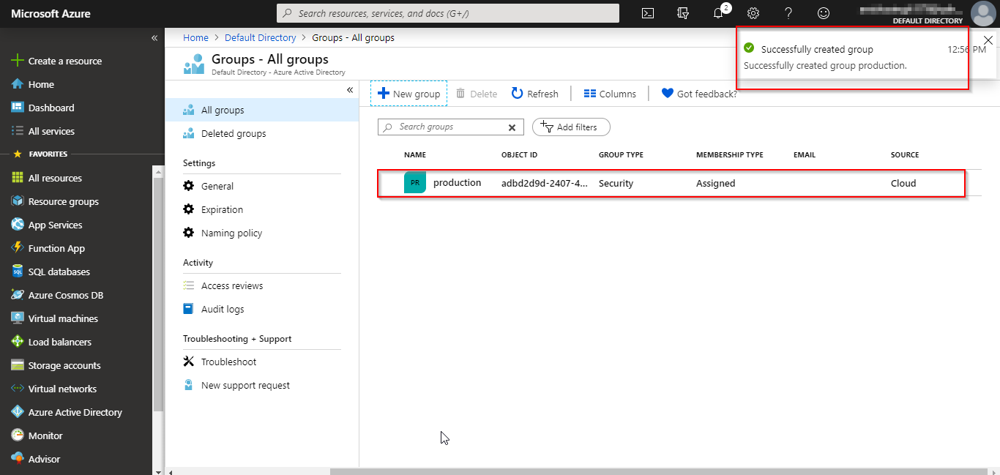 Microsoft Azure
Search resources, services, and docs (G+/)
2
DEFAULT DIRECTORY
Create a resource
Home
Dashboard
All services
FAVORITES
All resources
Resource groups
App Services
Function App
SQL databases
Azure Cosmos DB
Virtual machines
Load balancers
Storage accounts
Virtual networks
Azure Active Directory
Monitor
Advisor
Home > Default Directory > Groups - All groups
Groups - All groups
Default Directory - Azure Active Directory
All groups
Deleted groups
Settings
General
Expiration
Naming policy
Activity
Access reviews
Audit logs
Troubleshooting + Support
Troubleshoot
New support request
Successfully created group 12:56 PM
Successfully created group production.
New group Delete Refresh Columns Got feedback?
Search groups Add filters
NAME OBJECT ID GROUP TYPE MEMBERSHIP TYPE EMAIL SOURCE
PR production adbd2d9d-2407-4... Security Assigned Cloud